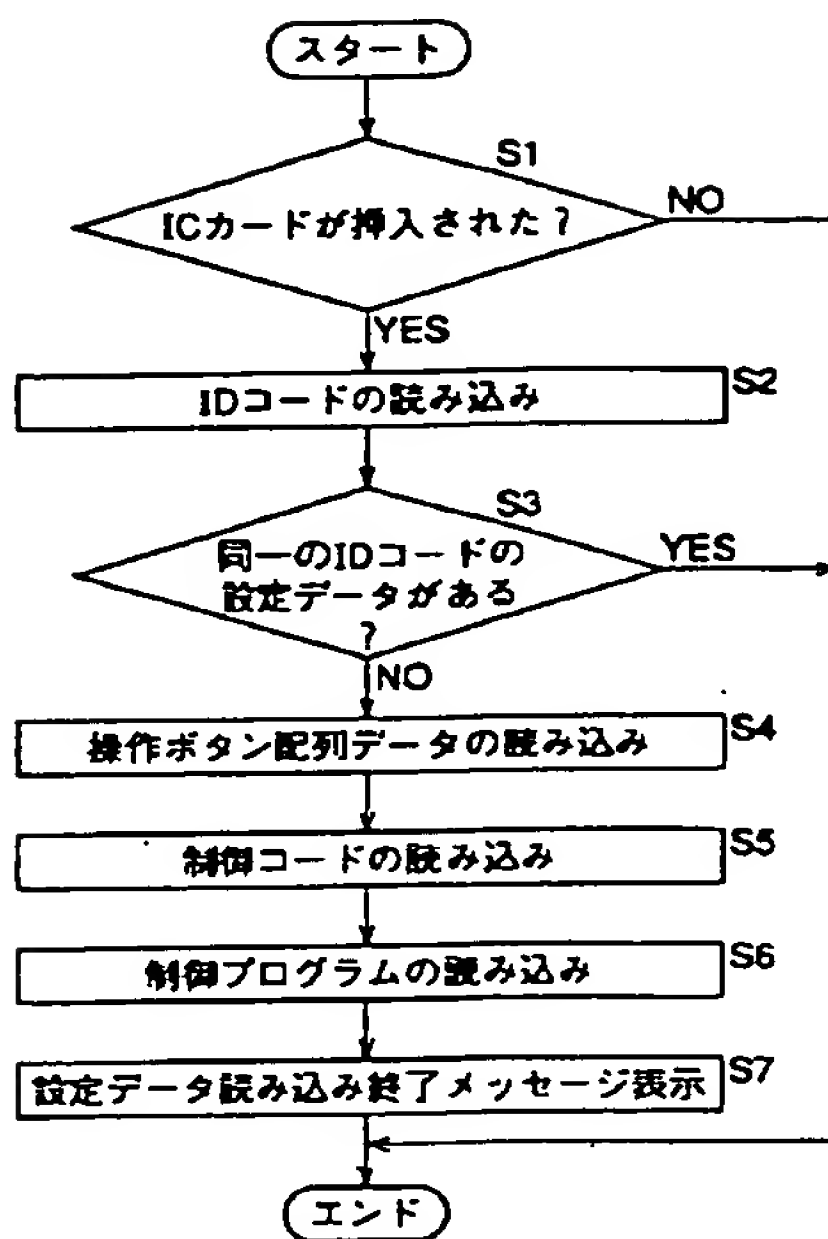 スタート
S1
ICカードが挿入された?
NO
YES
S2
IDコードの読み込み
S3
同一のIDコードの
設定データがある
?
YES
NO
S4
操作ボタン配列データの読み込み
S5
制御コードの読み込み
S6
制御プログラムの読み込み
S7
設定データ読み込み終了メッセージ表示
エンド